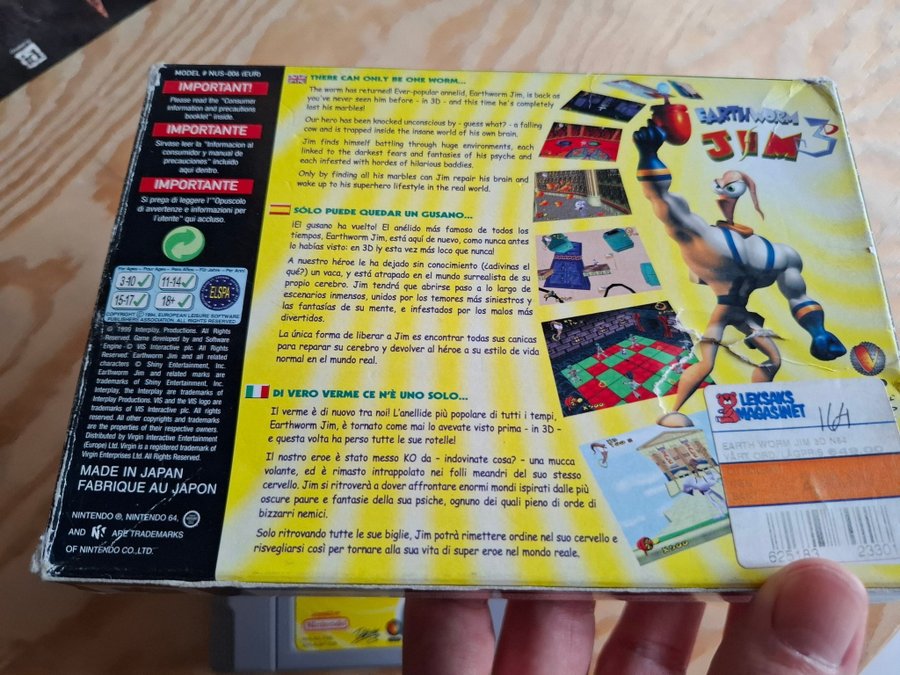 MODEL # NUS-006 (EUR)
IMPORTANT!
Please read the "Consumer
information and precautions
booklet" inside.
IMPORTANTE
Sirvase leer la "Informacion al
consumidor y manual de
precauciones" incluido
aqui dentro.
IMPORTANTE
Si prega di leggere l'"Opuscolo
di avvertenze e informazioni per
l'utente" qui accluso.
3-10
11-14
15-17
18+
ELSPA
COPYRIGHT © 1994, EUROPEAN LEISURE SOFTWARE
PUBLISHERS ASSOCIATION. ALL RIGHTS RESERVED
© 1999 Interplay, Productions. All Rights
Reserved. Game developed by and Software
Engine - © VIS Interactive plc. All Rights
Reserved. Earthworm Jim and all related
characters © Shiny Entertainment, Inc.
Earthworm Jim and related marks are
trademarks of Shiny Entertainment, Inc.
Interplay, the Interplay are trademarks of
Interplay Productions. VIS and the VIS logo are
trademarks of VIS Interactive plc. All rights
reserved. All other copyrights and trademarks
are the properties of their respective owners.
Distributed by Virgin Interactive Entertainment
(Europe) Ltd. Virgin is a registered trademark of
Virgin Enterprises Ltd. All Rights Reserved.
MADE IN JAPAN
FABRIQUE AU JAPON
NINTENDO ®, NINTENDO 64,
AND N ARE TRADEMARKS
OF NINTENDO CO., LTD.
THERE CAN ONLY BE ONE WORM...
The worm has returned! Ever-popular annelid, Earthworm Jim, is back as
you've never seen him before - in 3D - and this time he's completely
lost his marbles!
Our hero has been knocked unconscious by - guess what? - a falling
cow and is trapped inside the insane world of his own brain.
Jim finds himself battling through huge environments, each
linked to the darkest fears and fantasies of his psyche and
each infested with hordes of hilarious baddies.
Only by finding all his marbles can Jim repair his brain and
wake up to his superhero lifestyle in the real world.
SÓLO PUEDE QUEDAR UN GUSANO...
!El gusano ha vuelto! El anélido mas famoso de todos los
tiempos, Earthworm Jim, está aquí de nuevo, como nunca antes
lo habías visto: en 3D ¡y esta vez más loco que nunca!
A nuestro héroe le ha dejado sin conocimiento (¿adivinas el
qué?) un vaca, y está atrapado en el mundo surrealista de su
propio cerebro. Jim tendrá que abrirse paso a lo largo de
escenarios inmensos, unidos por los temores más siniestros y
las fantasías de su mente, e infestados por los malos más
divertidos.
La única forma de liberar a Jim es encontrar todas sus canicas
para reparar su cerebro y devolver al héroe a su estilo de vida
normal en el mundo real.
DI VERO VERME CE N'È UNO SOLO...
Il verme è di nuovo tra noi! L'anellide più popolare di tutti i tempi,
Earthworm Jim, è tornato come mai lo avevate visto prima - in 3D -
e questa volta ha perso tutte le sue rotelle!
Il nostro eroe è stato messo KO da - indovinate cosa? - una mucca
volante, ed è rimasto intrappolato nei folli meandri del suo stesso
cervello. Jim si ritroverà a dover affrontare enormi mondi ispirati dalle più
oscure paure e fantasie della sua psiche, ognuno dei quali pieno di orde di
bizzarri nemici.
Solo ritrovando tutte le sue biglie, Jim potrà rimettere ordine nel suo cervello e
risvegliarsi così per tornare alla sua vita di super eroe nel mondo reale.
EARTHWORM
JIM 3D
LEKSAKS
MAGASINET
164
EARTH WORM JIM 3D N64
625183
23301
Nintendo